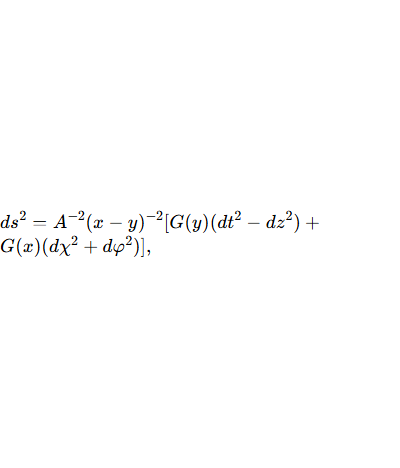 ds² = A⁻²(x − y)⁻²[G(y)(dt² − dz²) +
G(x)(dχ² + dφ²)],